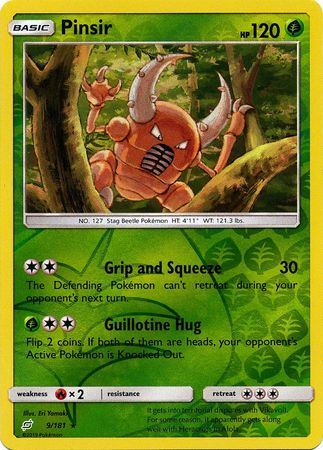 BASIC Pinsir HP 120
NO. 127 Stag Beetle Pokémon HT: 4'11" WT: 121.3 lbs.
Grip and Squeeze 30
The Defending Pokémon can't retreat during your
opponent's next turn.
Guillotine Hug
Flip 2 coins. If both of them are heads, your opponent's
Active Pokémon is Knocked Out.
weakness × 2 resistance retreat
Illus. Eri Yamaki
9/181 ★
©2019 Pokémon
It gets into territorial disputes with Vikavolt.
For some reason, it apparently gets along
well with Heracross in Alola.